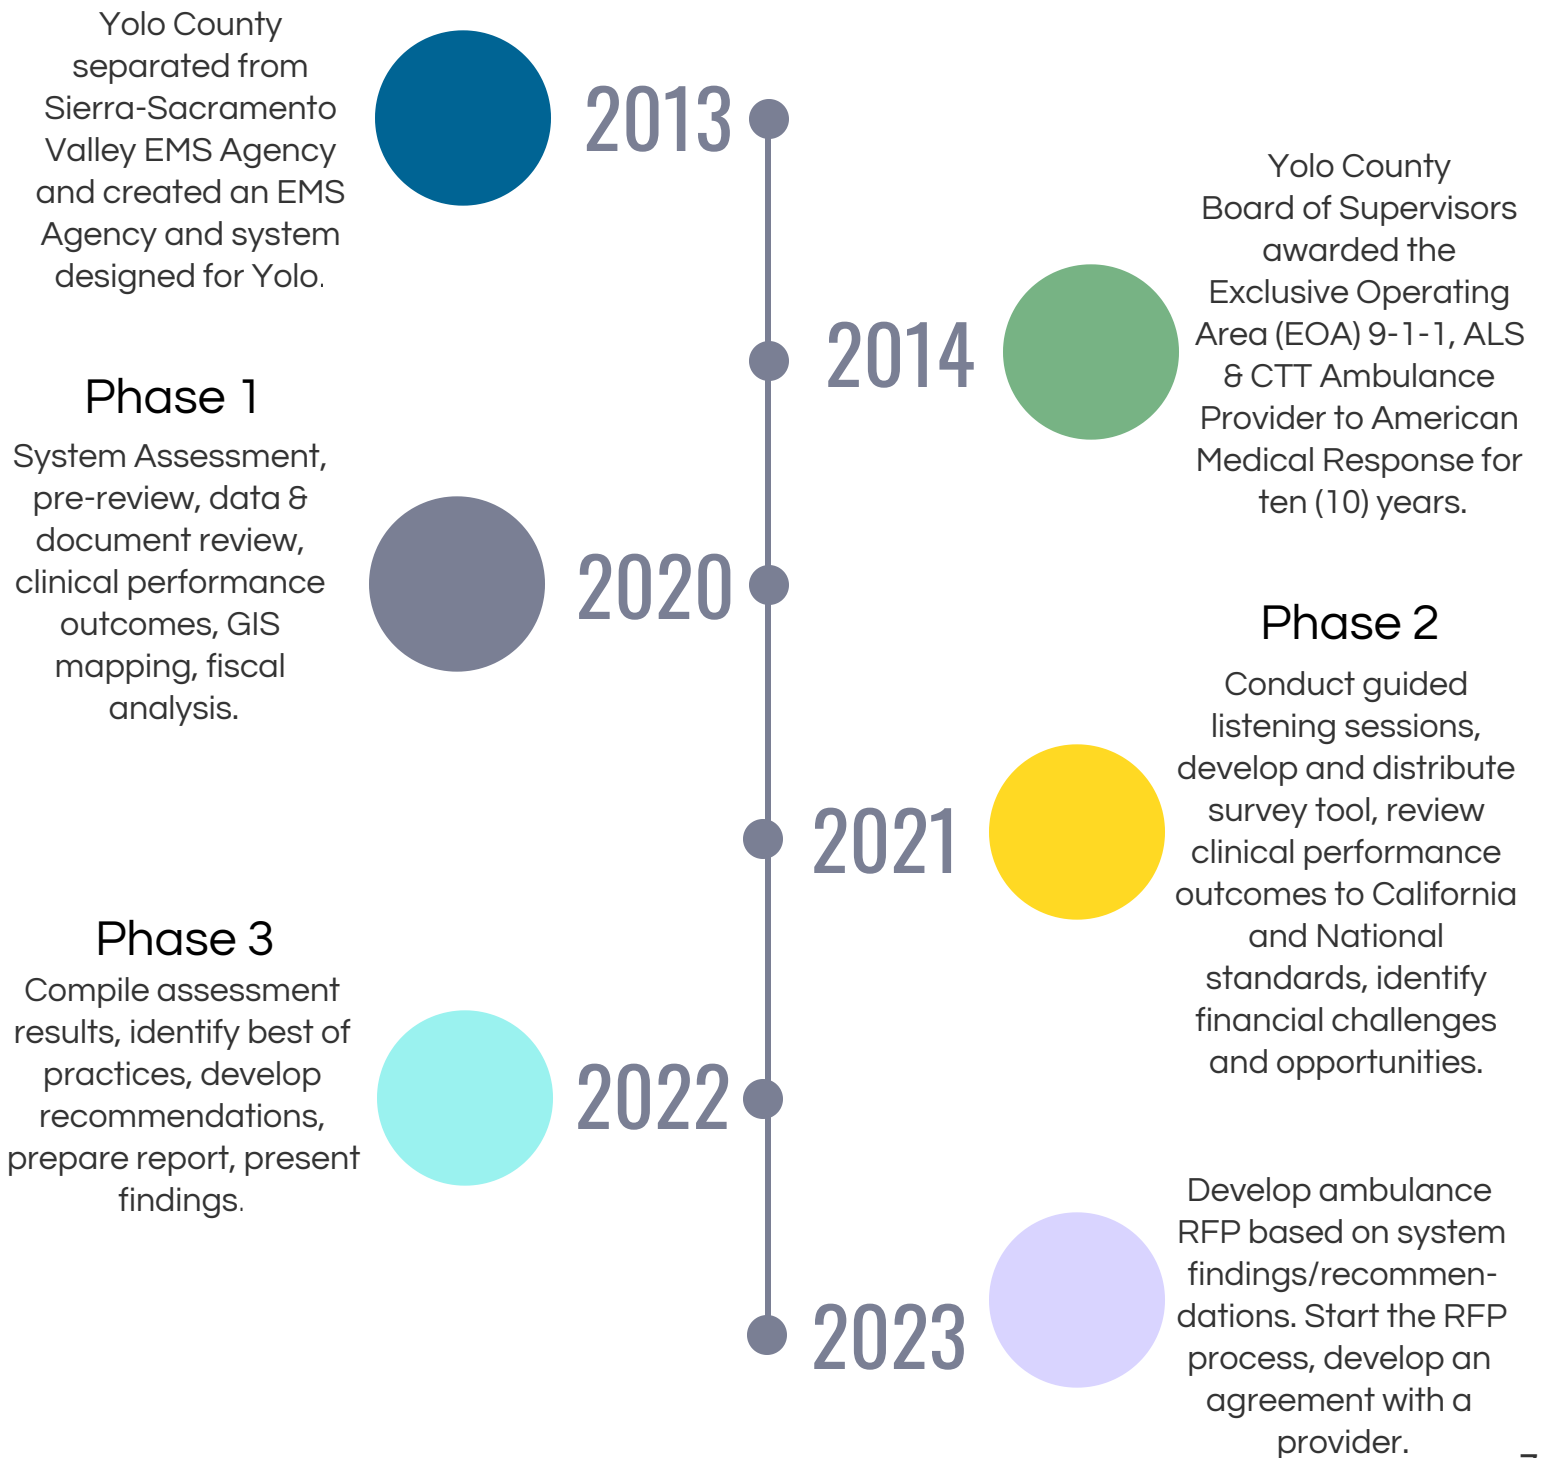 Yolo County
separated from
Sierra-Sacramento
Valley EMS Agency
and created an EMS
Agency and system
designed for Yolo.
2013
2014
Yolo County
Board of Supervisors
awarded the
Exclusive Operating
Area (EOA) 9-1-1, ALS
& CTT Ambulance
Provider to American
Medical Response for
ten (10) years.
Phase 1
System Assessment,
pre-review, data &
document review,
clinical performance
outcomes, GIS
mapping, fiscal
analysis.
2020
Phase 2
2021
Conduct guided
listening sessions,
develop and distribute
survey tool, review
clinical performance
outcomes to California
and National
standards, identify
financial challenges
and opportunities.
Phase 3
Compile assessment
results, identify best of
practices, develop
recommendations,
prepare report, present
findings.
2022
2023
Develop ambulance
RFP based on system
findings/recommen-
dations. Start the RFP
process, develop an
agreement with a
provider.